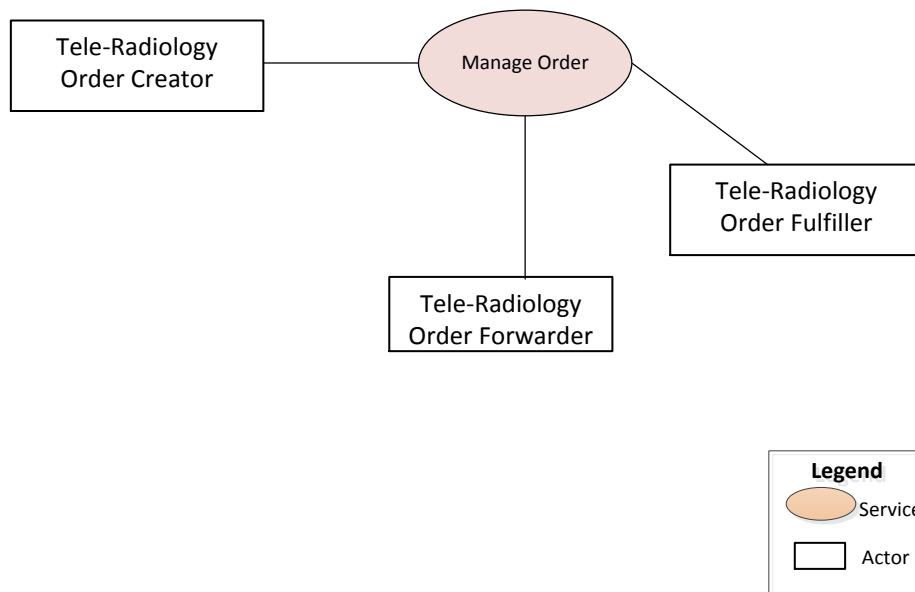 Tele-Radiology
Order Creator
Manage Order
Tele-Radiology
Order Fulfiller
Tele-Radiology
Order Forwarder
Legend
Service
Actor